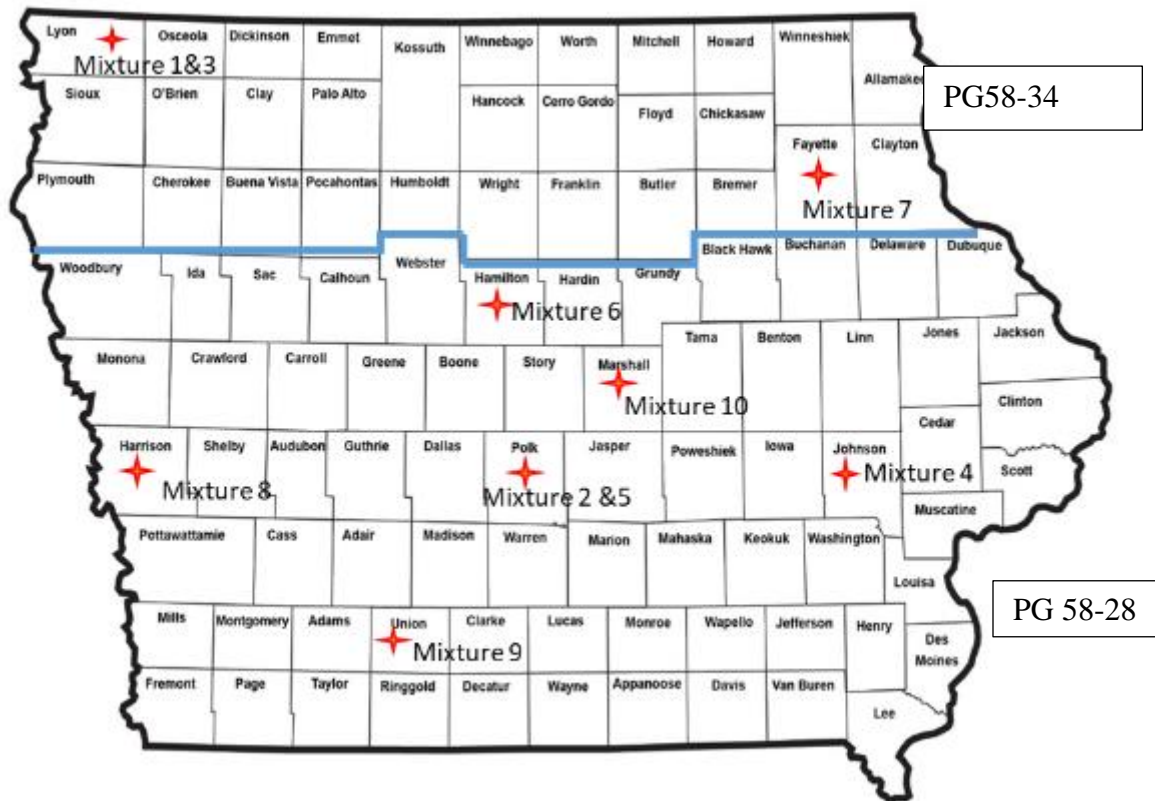 Lyon
Osceola
Dickinson
Emmet
Kossuth
Winnebago
Worth
Mitchell
Howard
Winneshiek
Allamakee
Mixture 1&3
PG58-34
Sioux
O'Brien
Clay
Palo Alto
Hancock
Cerro Gordo
Floyd
Chickasaw
Fayette
Clayton
Plymouth
Cherokee
Buena Vista
Pocahontas
Humboldt
Wright
Franklin
Butler
Bremer
Mixture 7
Woodbury
Ida
Sac
Calhoun
Webster
Hamilton
Hardin
Grundy
Black Hawk
Buchanan
Delaware
Dubuque
Mixture 6
Monona
Crawford
Carroll
Greene
Boone
Story
Marshall
Tama
Benton
Linn
Jones
Jackson
Mixture 10
Clinton
Cedar
Harrison
Shelby
Audubon
Guthrie
Dallas
Polk
Jasper
Poweshiek
Iowa
Johnson
Scott
Mixture 8
Mixture 2 &5
Mixture 4
Muscatine
Pottawattamie
Cass
Adair
Madison
Warren
Marion
Mahaska
Keokuk
Washington
Louisa
PG 58-28
Mills
Montgomery
Adams
Union
Clarke
Lucas
Monroe
Wapello
Jefferson
Henry
Des
Moines
Mixture 9
Fremont
Page
Taylor
Ringgold
Decatur
Wayne
Appanoose
Davis
Van Buren
Lee